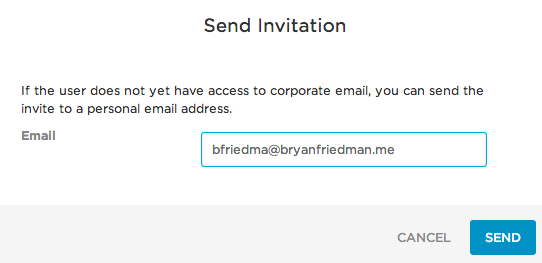 Send Invitation
If the user does not yet have access to corporate email, you can send the
invite to a personal email address.
Email
bfriedma@bryanfriedman.me
CANCEL
SEND